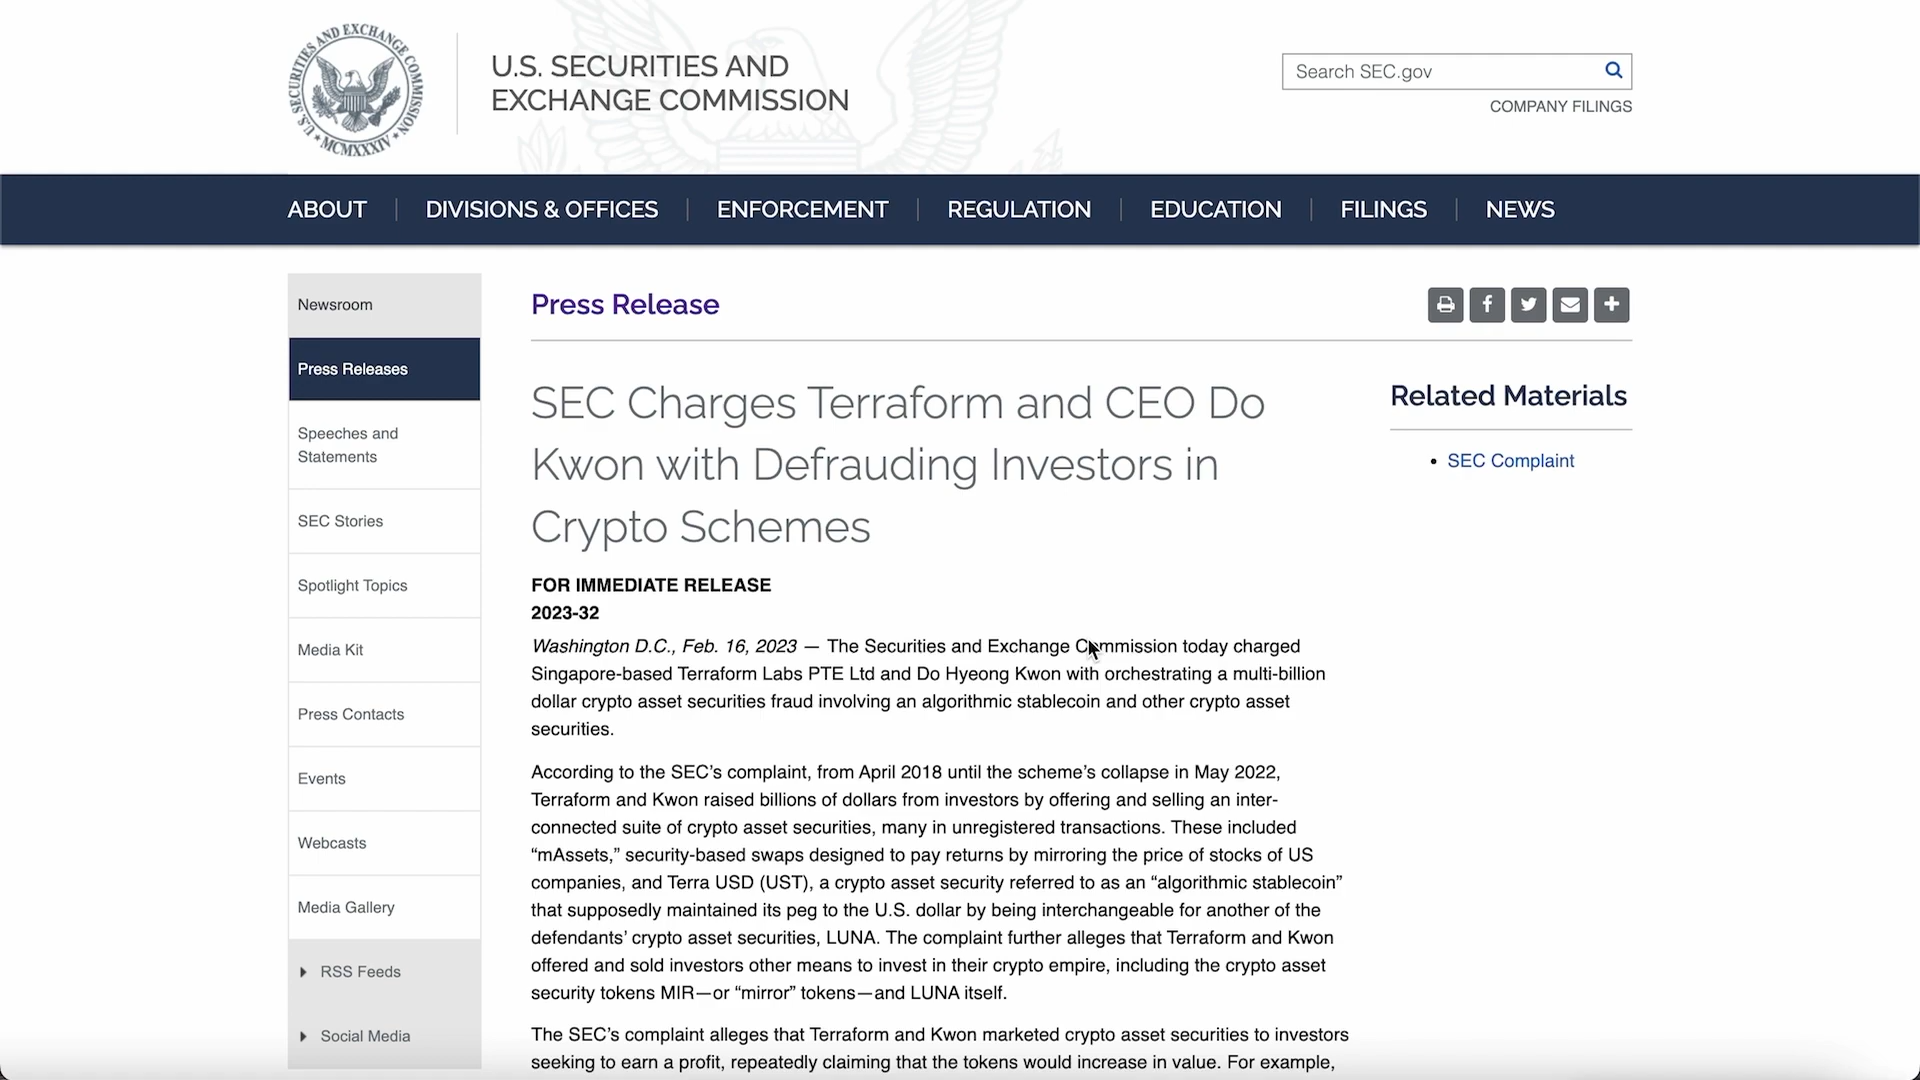 U.S. SECURITIES AND EXCHANGE COMMISSION
MCMXXXIV
U.S. SECURITIES AND
EXCHANGE COMMISSION
Search SEC.gov
COMPANY FILINGS
ABOUT
DIVISIONS & OFFICES
ENFORCEMENT
REGULATION
EDUCATION
FILINGS
NEWS
Newsroom
Press Releases
Speeches and
Statements
SEC Stories
Spotlight Topics
Media Kit
Press Contacts
Events
Webcasts
Media Gallery
RSS Feeds
Social Media
Press Release
SEC Charges Terraform and CEO Do
Kwon with Defrauding Investors in
Crypto Schemes
FOR IMMEDIATE RELEASE
2023-32
Washington D.C., Feb. 16, 2023 — The Securities and Exchange Commission today charged
Singapore-based Terraform Labs PTE Ltd and Do Hyeong Kwon with orchestrating a multi-billion
dollar crypto asset securities fraud involving an algorithmic stablecoin and other crypto asset
securities.
According to the SEC’s complaint, from April 2018 until the scheme’s collapse in May 2022,
Terraform and Kwon raised billions of dollars from investors by offering and selling an inter-
connected suite of crypto asset securities, many in unregistered transactions. These included
“mAssets,” security-based swaps designed to pay returns by mirroring the price of stocks of US
companies, and Terra USD (UST), a crypto asset security referred to as an “algorithmic stablecoin”
that supposedly maintained its peg to the U.S. dollar by being interchangeable for another of the
defendants’ crypto asset securities, LUNA. The complaint further alleges that Terraform and Kwon
offered and sold investors other means to invest in their crypto empire, including the crypto asset
security tokens MIR—or “mirror” tokens—and LUNA itself.
The SEC’s complaint alleges that Terraform and Kwon marketed crypto asset securities to investors
seeking to earn a profit, repeatedly claiming that the tokens would increase in value. For example,
Related Materials
SEC Complaint